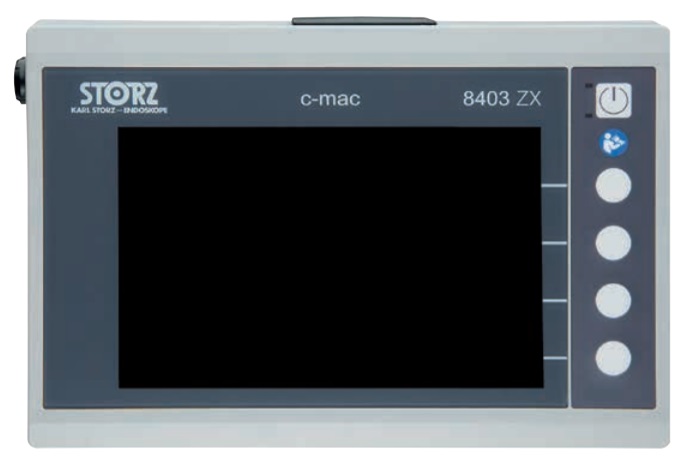 STORZ
KARL STORZ — ENDOSKOPE
c-mac
8403 ZX